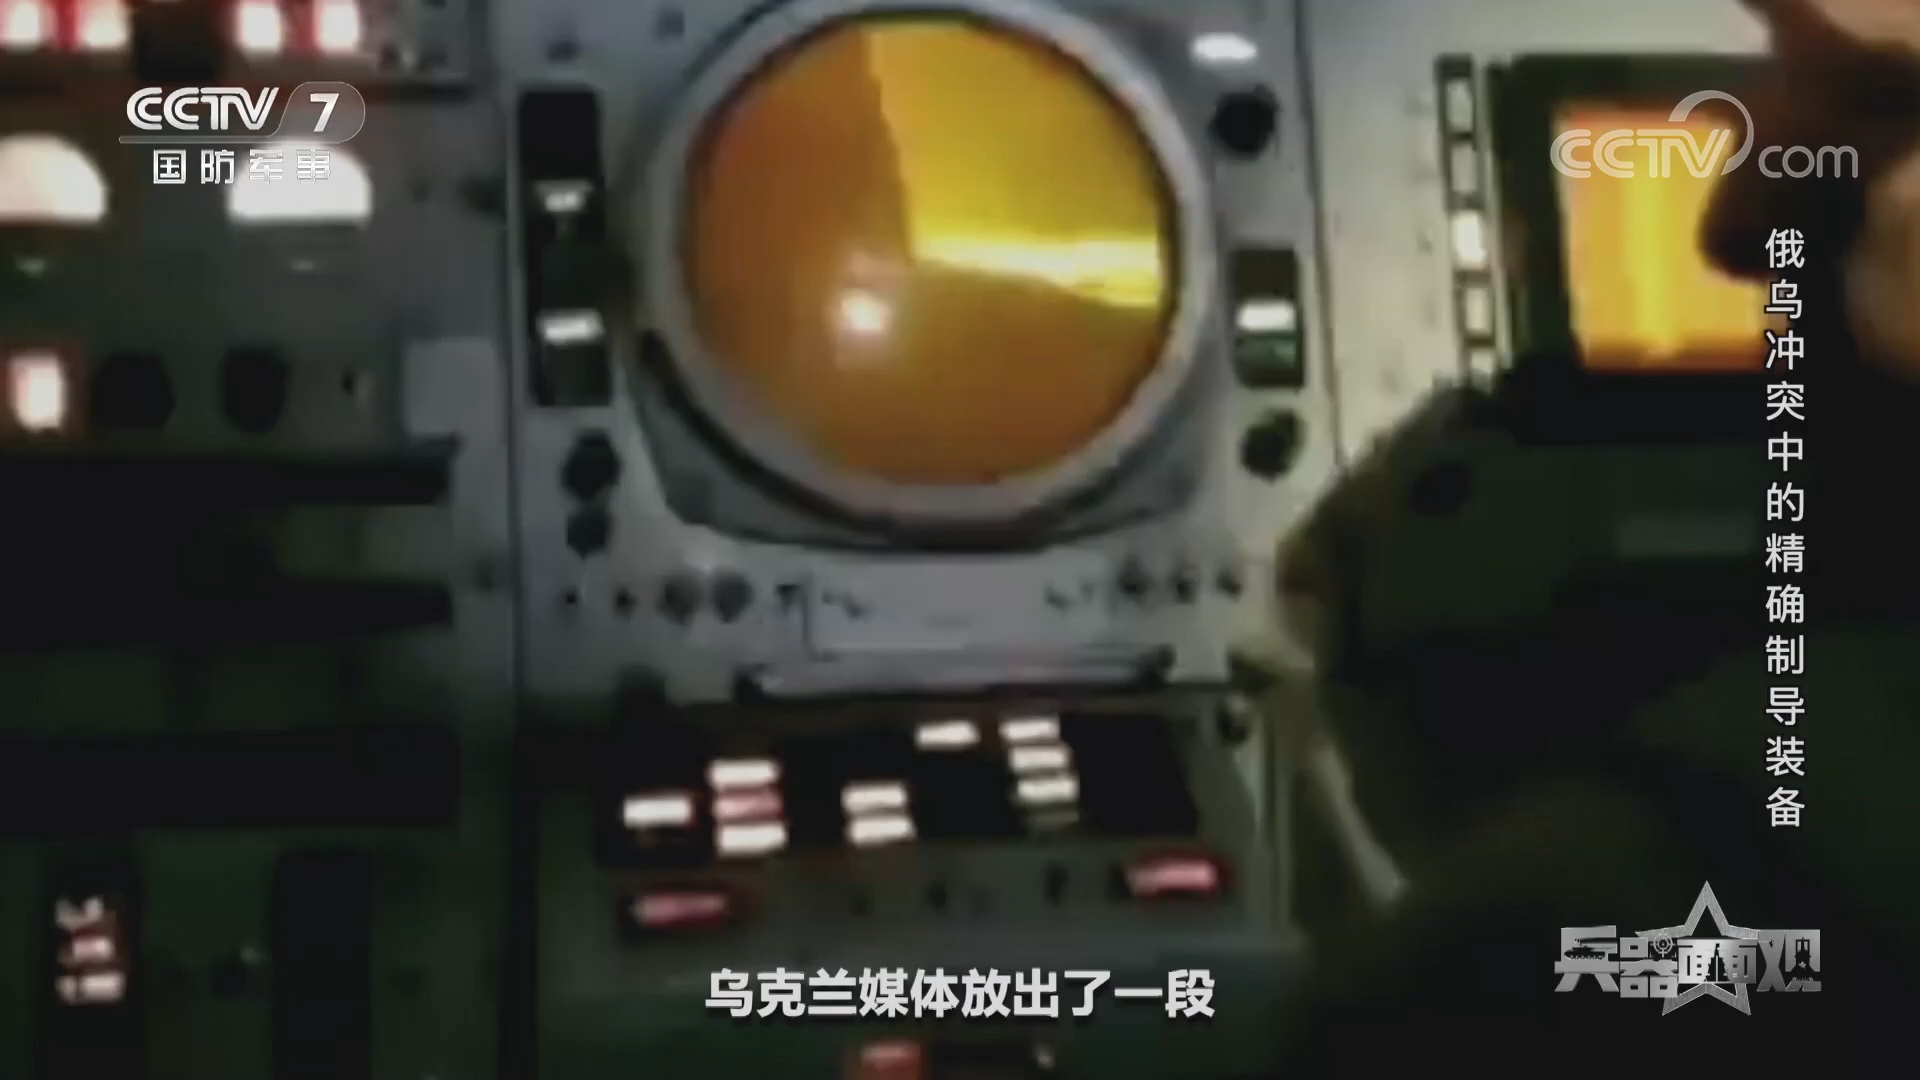 CCTV 7
国防军事
CCTV com
俄乌冲突中的精确制导装备
兵器面面观
乌克兰媒体放出了一段